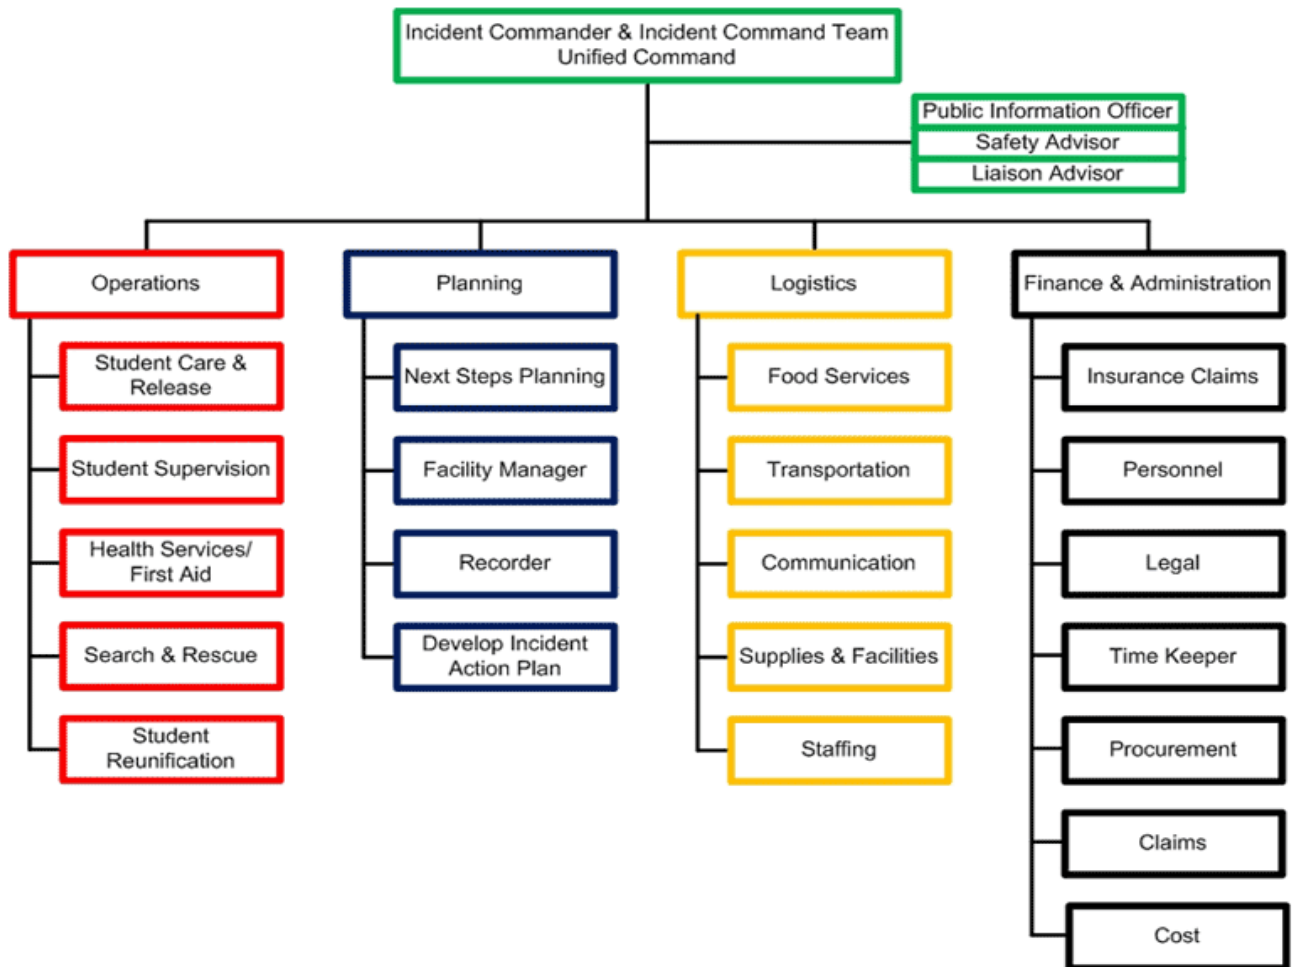 Incident Commander & Incident Command Team
Unified Command
Public Information Officer
Safety Advisor
Liaison Advisor
Operations
Student Care &
Release
Student Supervision
Health Services/
First Aid
Search & Rescue
Student
Reunification
Planning
Next Steps Planning
Facility Manager
Recorder
Develop Incident
Action Plan
Logistics
Food Services
Transportation
Communication
Supplies & Facilities
Staffing
Finance & Administration
Insurance Claims
Personnel
Legal
Time Keeper
Procurement
Claims
Cost